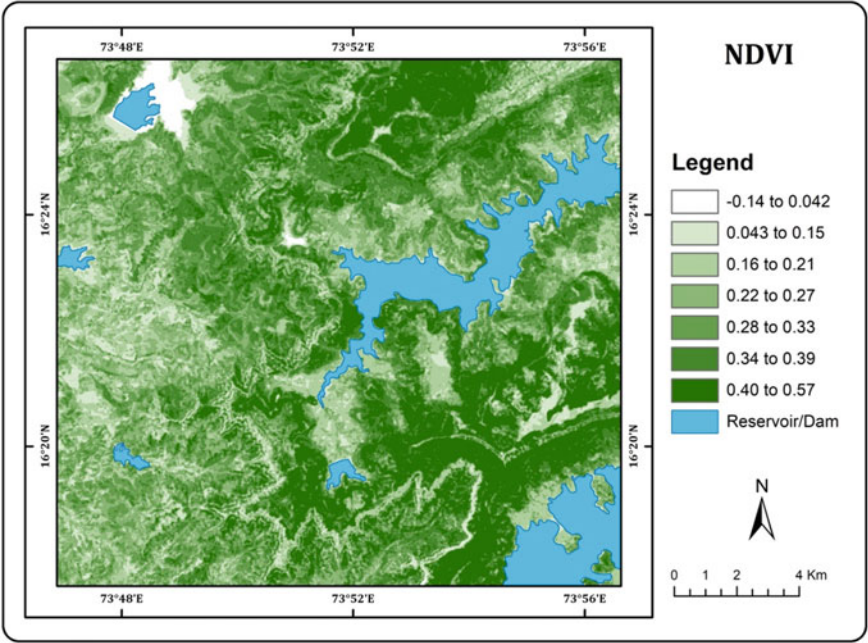 73°48'E 73°52'E 73°56'E
NDVI
Legend
-0.14 to 0.042
0.043 to 0.15
0.16 to 0.21
0.22 to 0.27
0.28 to 0.33
0.34 to 0.39
0.40 to 0.57
Reservoir/Dam
16°24'N 16°24'N
16°20'N 16°20'N
N
0 1 2 4 Km
73°48'E 73°52'E 73°56'E